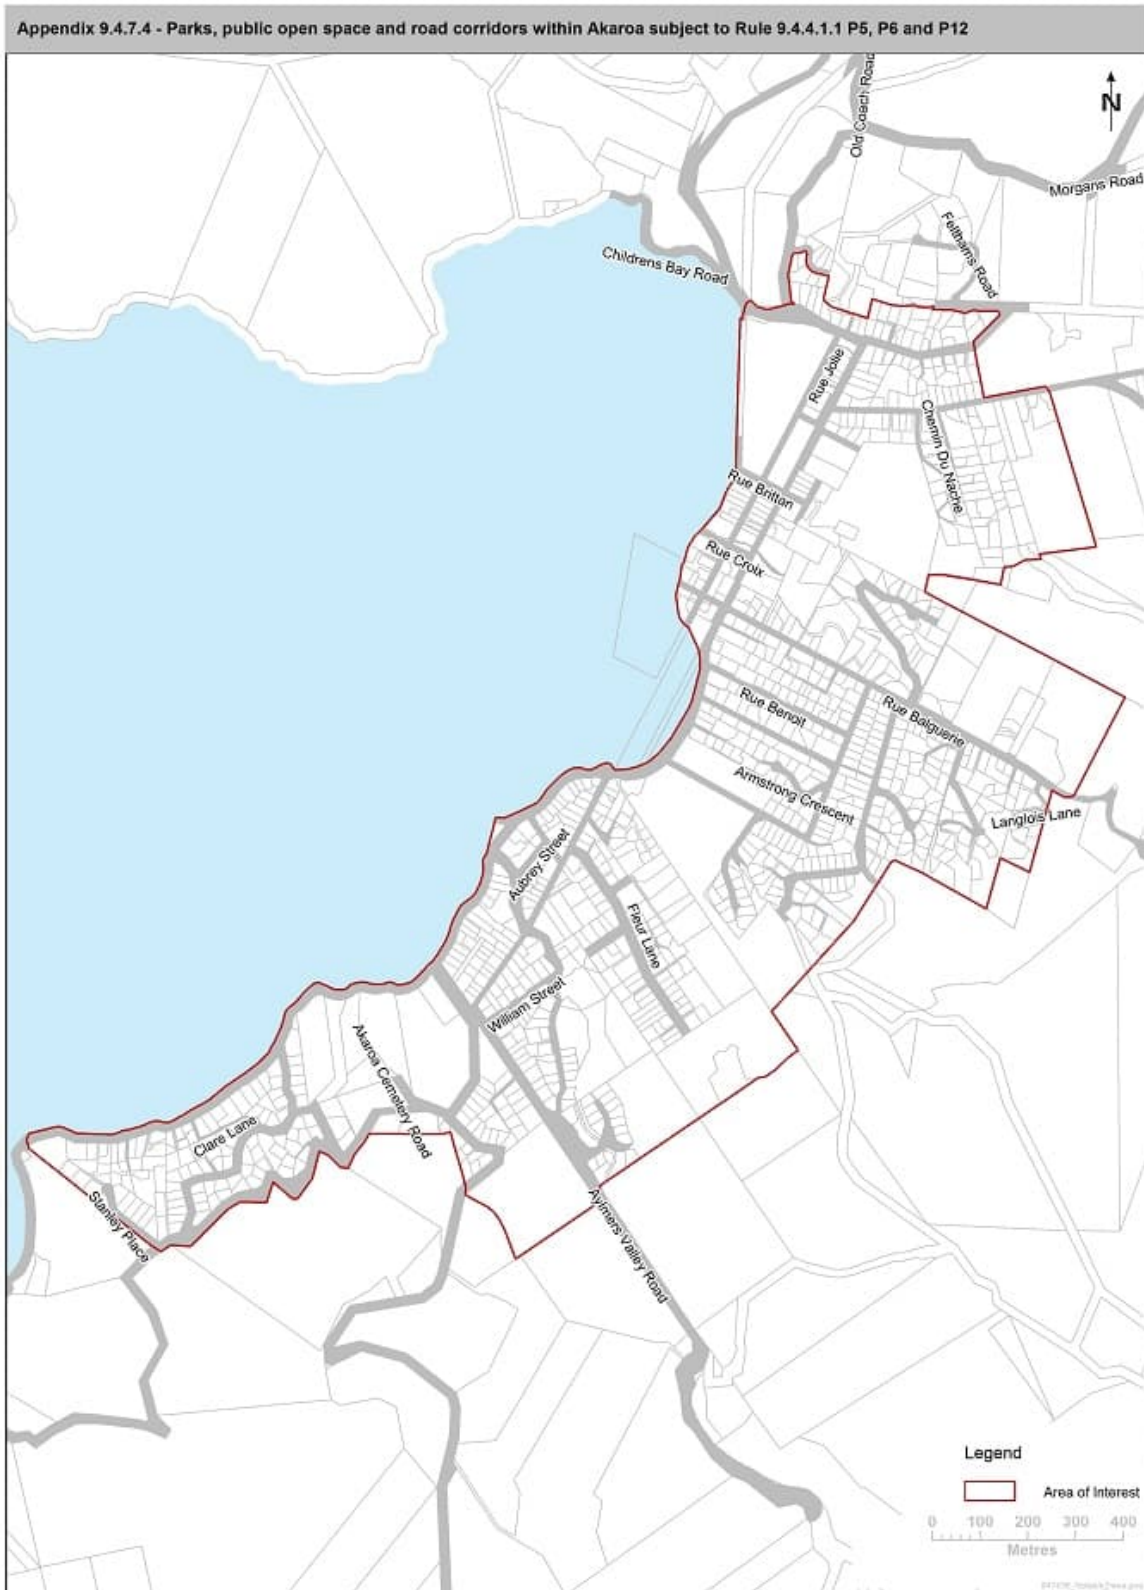 Appendix 9.4.7.4 - Parks, public open space and road corridors within Akaroa subject to Rule 9.4.4.1.1 P5, P6 and P12
N
Old Coach Road
Morgans Road
Felthams Road
Childrens Bay Road
Rue Jolie
Chemin Du Nache
Rue Brittan
Rue Croix
Rue Benoit
Rue Balguerie
Armstrong Crescent
Langlois Lane
Aubrey Street
Fleur Lane
William Street
Akaroa Cemetery Road
Clare Lane
Stanley Place
Aylmers Valley Road
Legend
Area of Interest
0 100 200 300 400
Metres